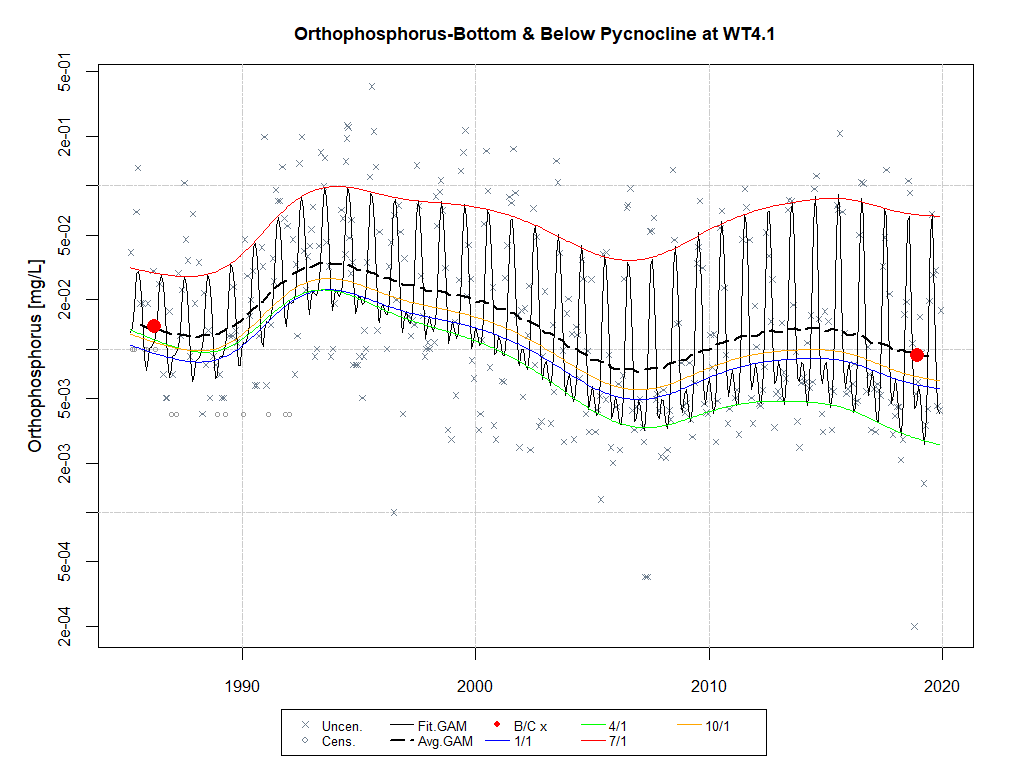 Orthophosphorus-Bottom & Below Pycnocline at WT4.1
Orthophosphorus [mg/L]
5e-01
2e-01
5e-02
2e-02
5e-03
2e-03
5e-04
2e-04
1990
2000
2010
2020
Uncen.
Fit.GAM
B/C x
4/1
10/1
Cens.
Avg.GAM
1/1
7/1